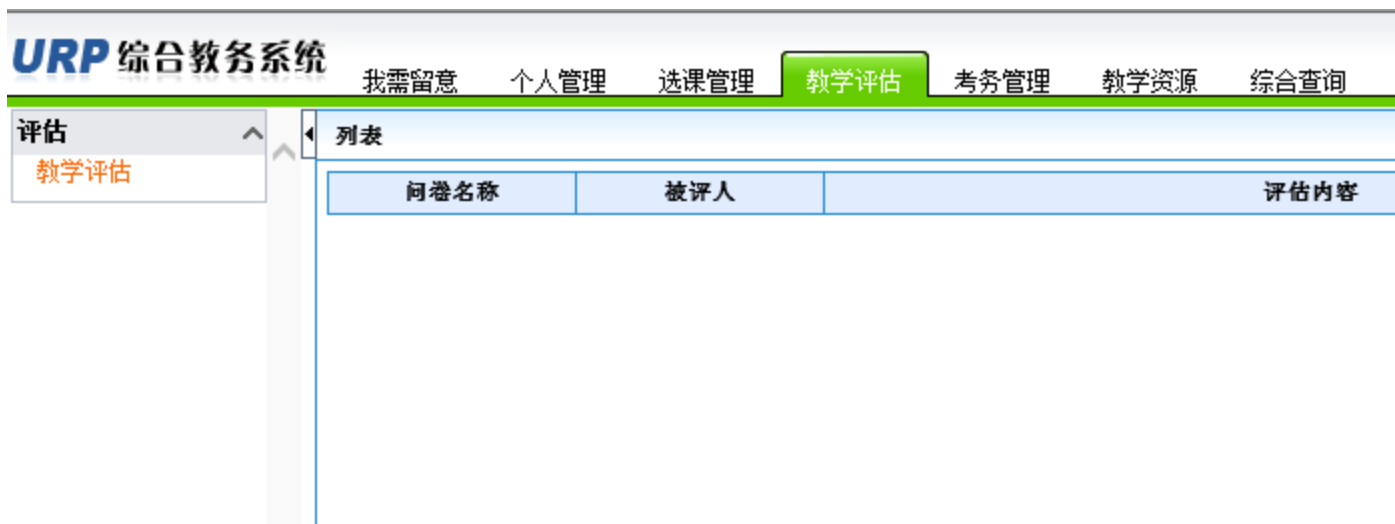 URP综合教务系统
我需留意 个人管理 选课管理 教学评估 考务管理 教学资源 综合查询
评估
教学评估
列表
问卷名称 被评人 评估内容